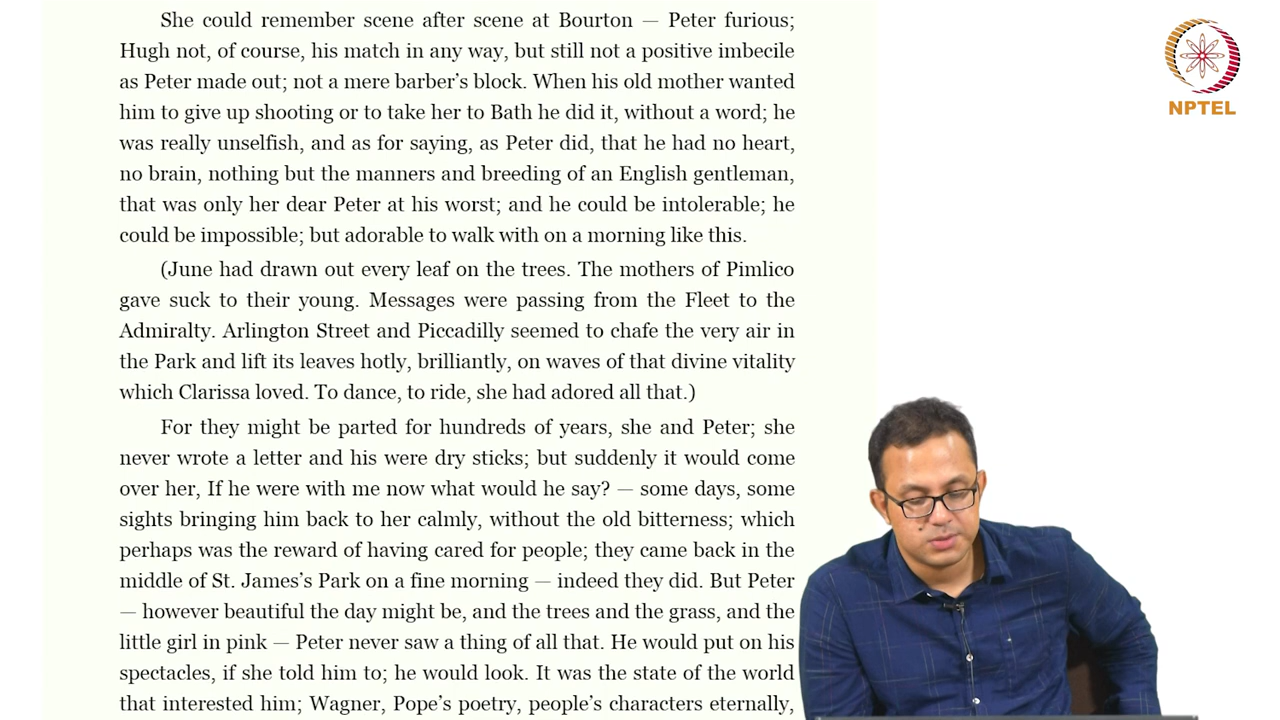 She could remember scene after scene at Bourton — Peter furious;
Hugh not, of course, his match in any way, but still not a positive imbecile
as Peter made out; not a mere barber's block. When his old mother wanted
him to give up shooting or to take her to Bath he did it, without a word; he
was really unselfish, and as for saying, as Peter did, that he had no heart,
no brain, nothing but the manners and breeding of an English gentleman,
that was only her dear Peter at his worst; and he could be intolerable; he
could be impossible; but adorable to walk with on a morning like this.
(June had drawn out every leaf on the trees. The mothers of Pimlico
gave suck to their young. Messages were passing from the Fleet to the
Admiralty. Arlington Street and Piccadilly seemed to chafe the very air in
the Park and lift its leaves hotly, brilliantly, on waves of that divine vitality
which Clarissa loved. To dance, to ride, she had adored all that.)
For they might be parted for hundreds of years, she and Peter; she
never wrote a letter and his were dry sticks; but suddenly it would come
over her, If he were with me now what would he say? — some days, some
sights bringing him back to her calmly, without the old bitterness; which
perhaps was the reward of having cared for people; they came back in the
middle of St. James's Park on a fine morning — indeed they did. But Peter
— however beautiful the day might be, and the trees and the grass, and the
little girl in pink — Peter never saw a thing of all that. He would put on his
spectacles, if she told him to; he would look. It was the state of the world
that interested him; Wagner, Pope's poetry, people's characters eternally,
NPTEL